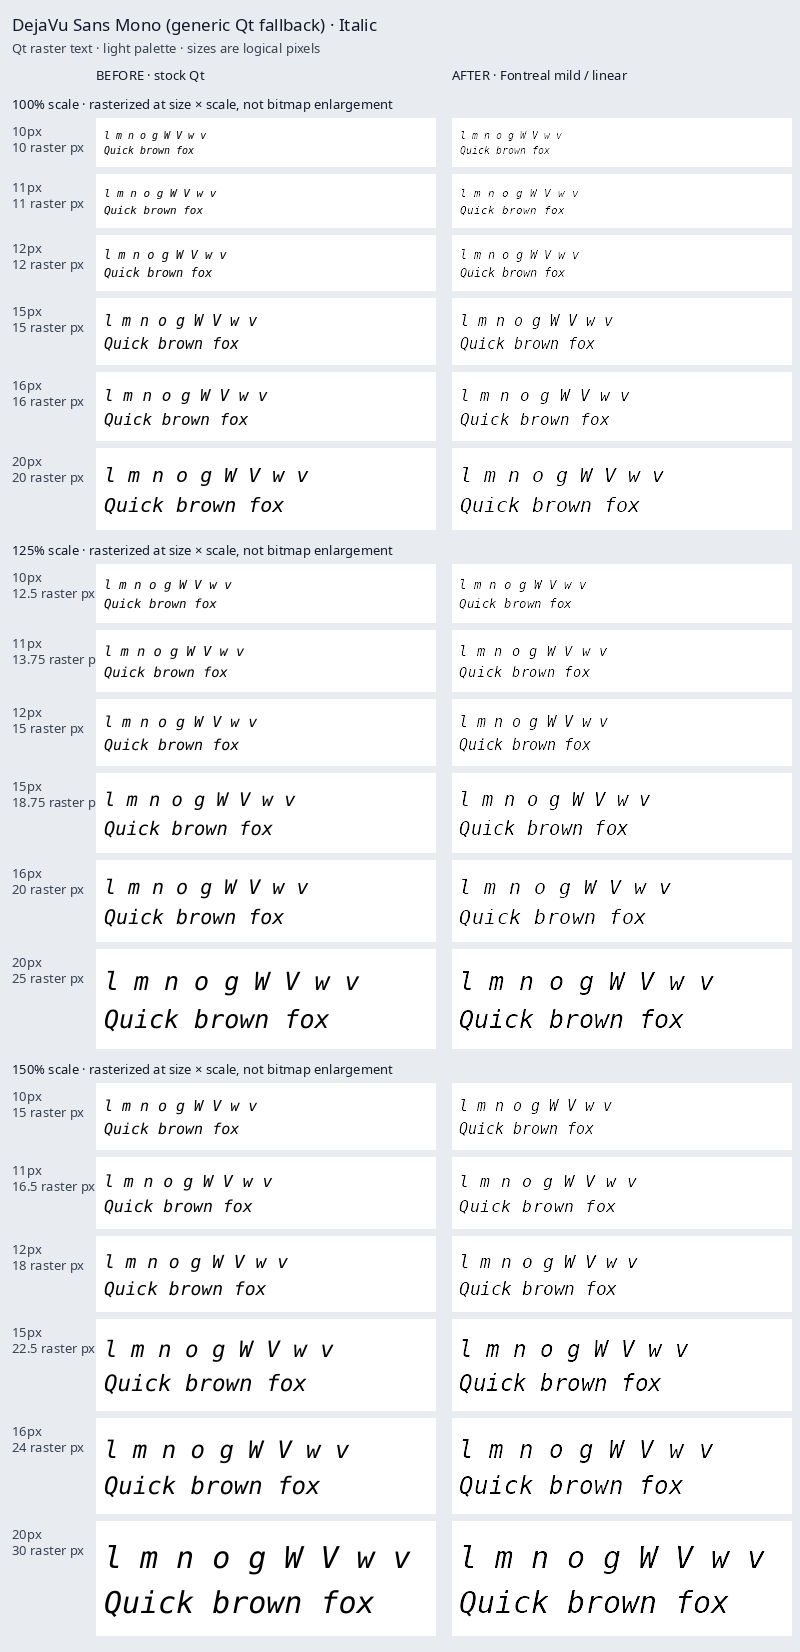 DejaVu Sans Mono (generic Qt fallback) · Italic
Qt raster text · light palette · sizes are logical pixels
BEFORE · stock Qt
AFTER · Fontreal mild / linear
100% scale · rasterized at size × scale, not bitmap enlargement
10px
10 raster px
l m n o g W V w v
Quick brown fox
l m n o g W V w v
Quick brown fox
11px
11 raster px
l m n o g W V w v
Quick brown fox
l m n o g W V w v
Quick brown fox
12px
12 raster px
l m n o g W V w v
Quick brown fox
l m n o g W V w v
Quick brown fox
15px
15 raster px
l m n o g W V w v
Quick brown fox
l m n o g W V w v
Quick brown fox
16px
16 raster px
l m n o g W V w v
Quick brown fox
l m n o g W V w v
Quick brown fox
20px
20 raster px
l m n o g W V w v
Quick brown fox
l m n o g W V w v
Quick brown fox
125% scale · rasterized at size × scale, not bitmap enlargement
10px
12.5 raster px
l m n o g W V w v
Quick brown fox
l m n o g W V w v
Quick brown fox
11px
13.75 raster p
l m n o g W V w v
Quick brown fox
l m n o g W V w v
Quick brown fox
12px
15 raster px
l m n o g W V w v
Quick brown fox
l m n o g W V w v
Quick brown fox
15px
18.75 raster p
l m n o g W V w v
Quick brown fox
l m n o g W V w v
Quick brown fox
16px
20 raster px
l m n o g W V w v
Quick brown fox
l m n o g W V w v
Quick brown fox
20px
25 raster px
l m n o g W V w v
Quick brown fox
l m n o g W V w v
Quick brown fox
150% scale · rasterized at size × scale, not bitmap enlargement
10px
15 raster px
l m n o g W V w v
Quick brown fox
l m n o g W V w v
Quick brown fox
11px
16.5 raster px
l m n o g W V w v
Quick brown fox
l m n o g W V w v
Quick brown fox
12px
18 raster px
l m n o g W V w v
Quick brown fox
l m n o g W V w v
Quick brown fox
15px
22.5 raster px
l m n o g W V w v
Quick brown fox
l m n o g W V w v
Quick brown fox
16px
24 raster px
l m n o g W V w v
Quick brown fox
l m n o g W V w v
Quick brown fox
20px
30 raster px
l m n o g W V w v
Quick brown fox
l m n o g W V w v
Quick brown fox